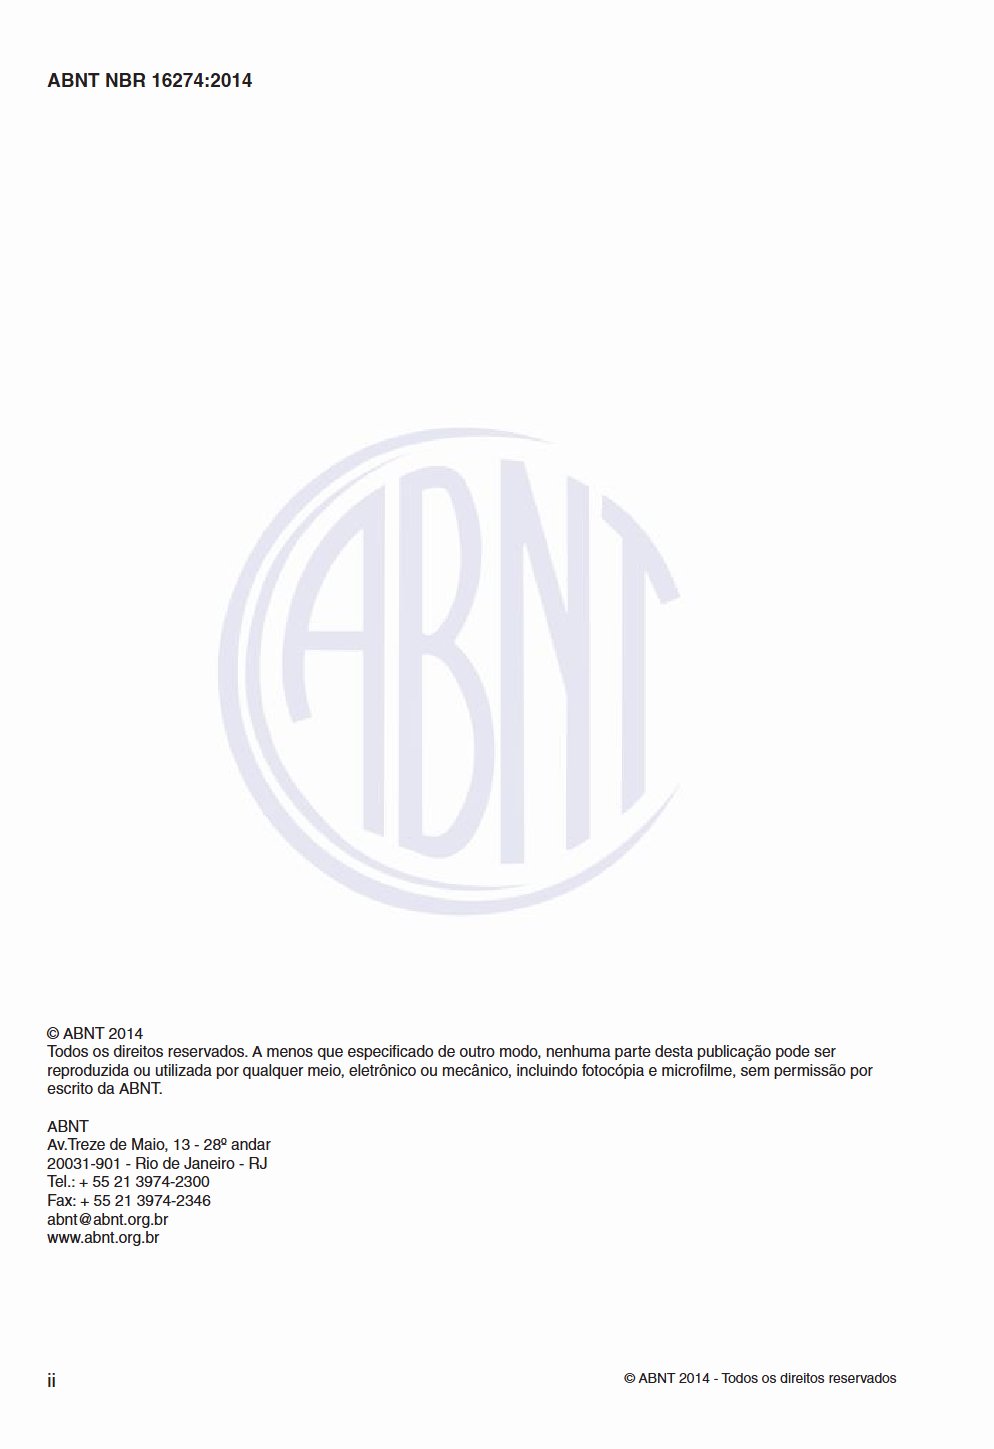 ABNT NBR 16274:2014
ABNT
© ABNT 2014
Todos os direitos reservados. A menos que especificado de outro modo, nenhuma parte desta publicação pode ser
reproduzida ou utilizada por qualquer meio, eletrônico ou mecânico, incluindo fotocópia e microfilme, sem permissão por
escrito da ABNT.
ABNT
Av.Treze de Maio, 13 - 28º andar
20031-901 - Rio de Janeiro - RJ
Tel.: + 55 21 3974-2300
Fax: + 55 21 3974-2346
abnt@abnt.org.br
www.abnt.org.br
ii
© ABNT 2014 - Todos os direitos reservados